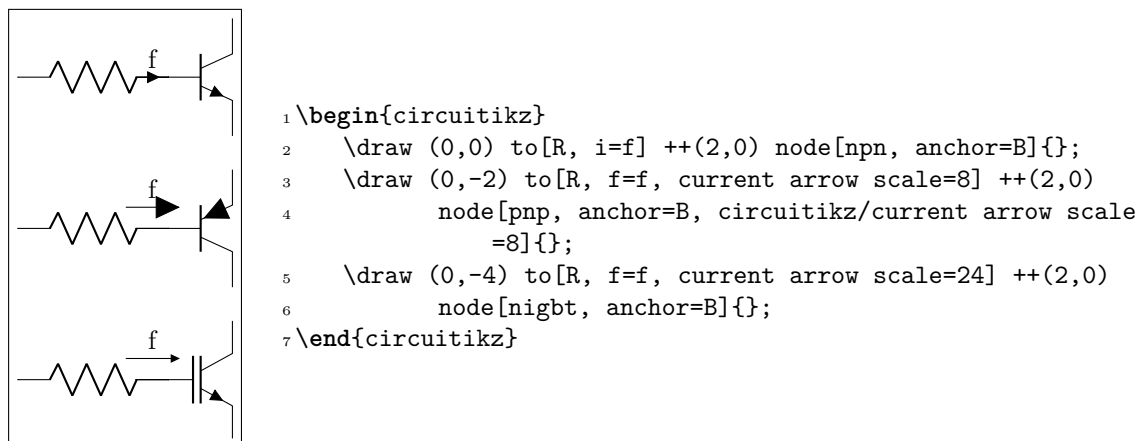 f
f
f
1 \begin{circuitikz}
2 \draw (0,0) to[R, i=f] ++(2,0) node[npn, anchor=B]{};
3 \draw (0,-2) to[R, f=f, current arrow scale=8] ++(2,0)
4 node[pnp, anchor=B, circuitikz/current arrow scale
=8]{};
5 \draw (0,-4) to[R, f=f, current arrow scale=24] ++(2,0)
6 node[nigbt, anchor=B]{};
7 \end{circuitikz}